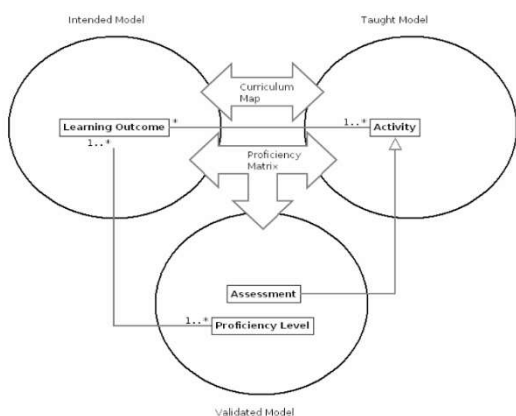 Intended Model
Taught Model
Curriculum
Map
Learning Outcome
*
1..*
Activity
1..*
Proficiency
Matrix
Assessment
1..*
Proficiency Level
Validated Model